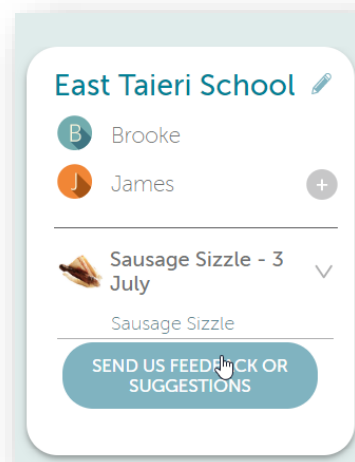 East Taieri School
B Brooke
J James
+
Sausage Sizzle - 3
July
Sausage Sizzle
SEND US FEEDBACK OR
SUGGESTIONS